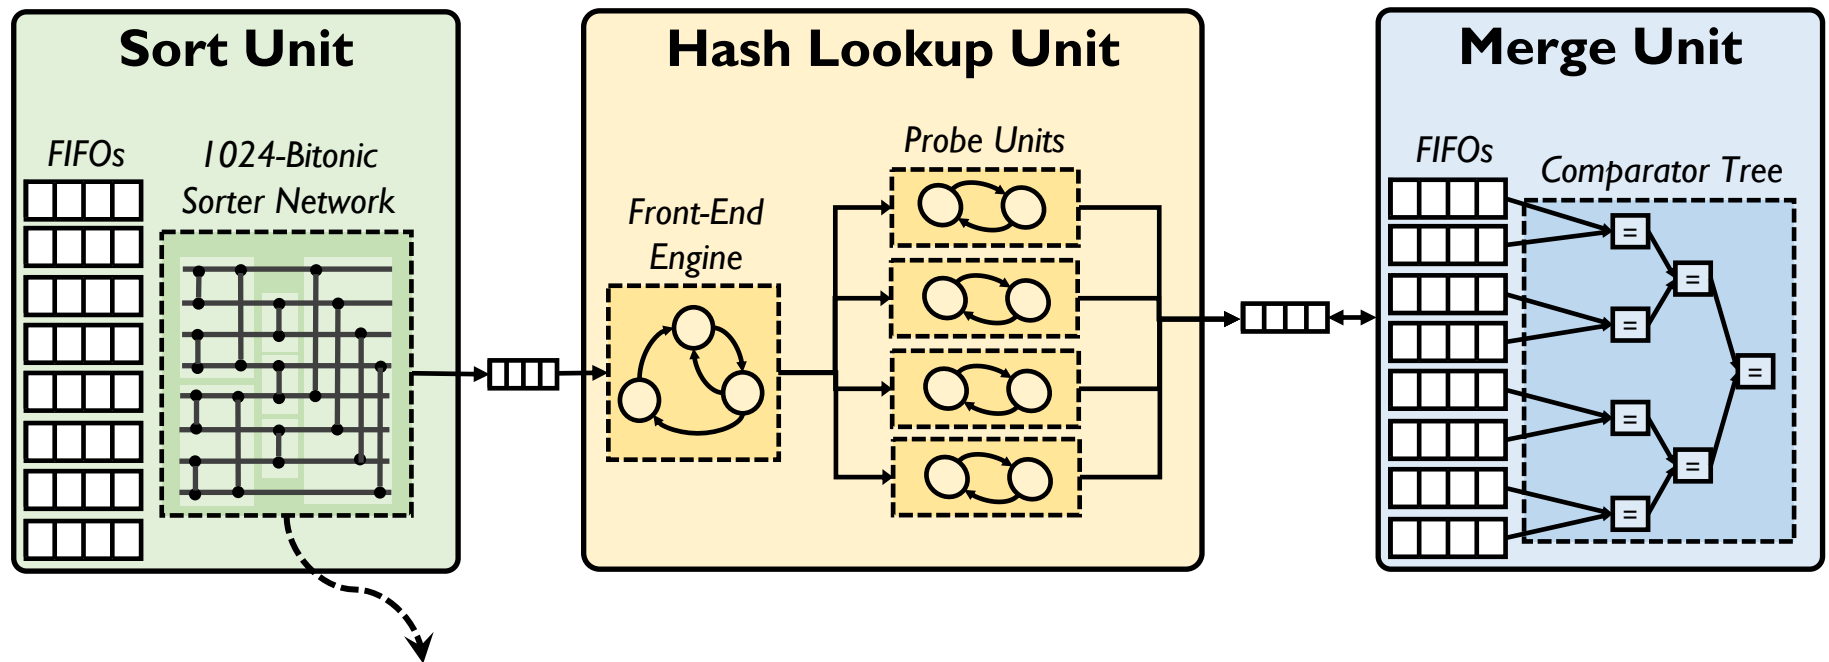 Sort Unit
FIFOs
1024-Bitonic
Sorter Network
Hash Lookup Unit
Front-End
Engine
Probe Units
Merge Unit
FIFOs
Comparator Tree
=
=
=
=
=
=
=